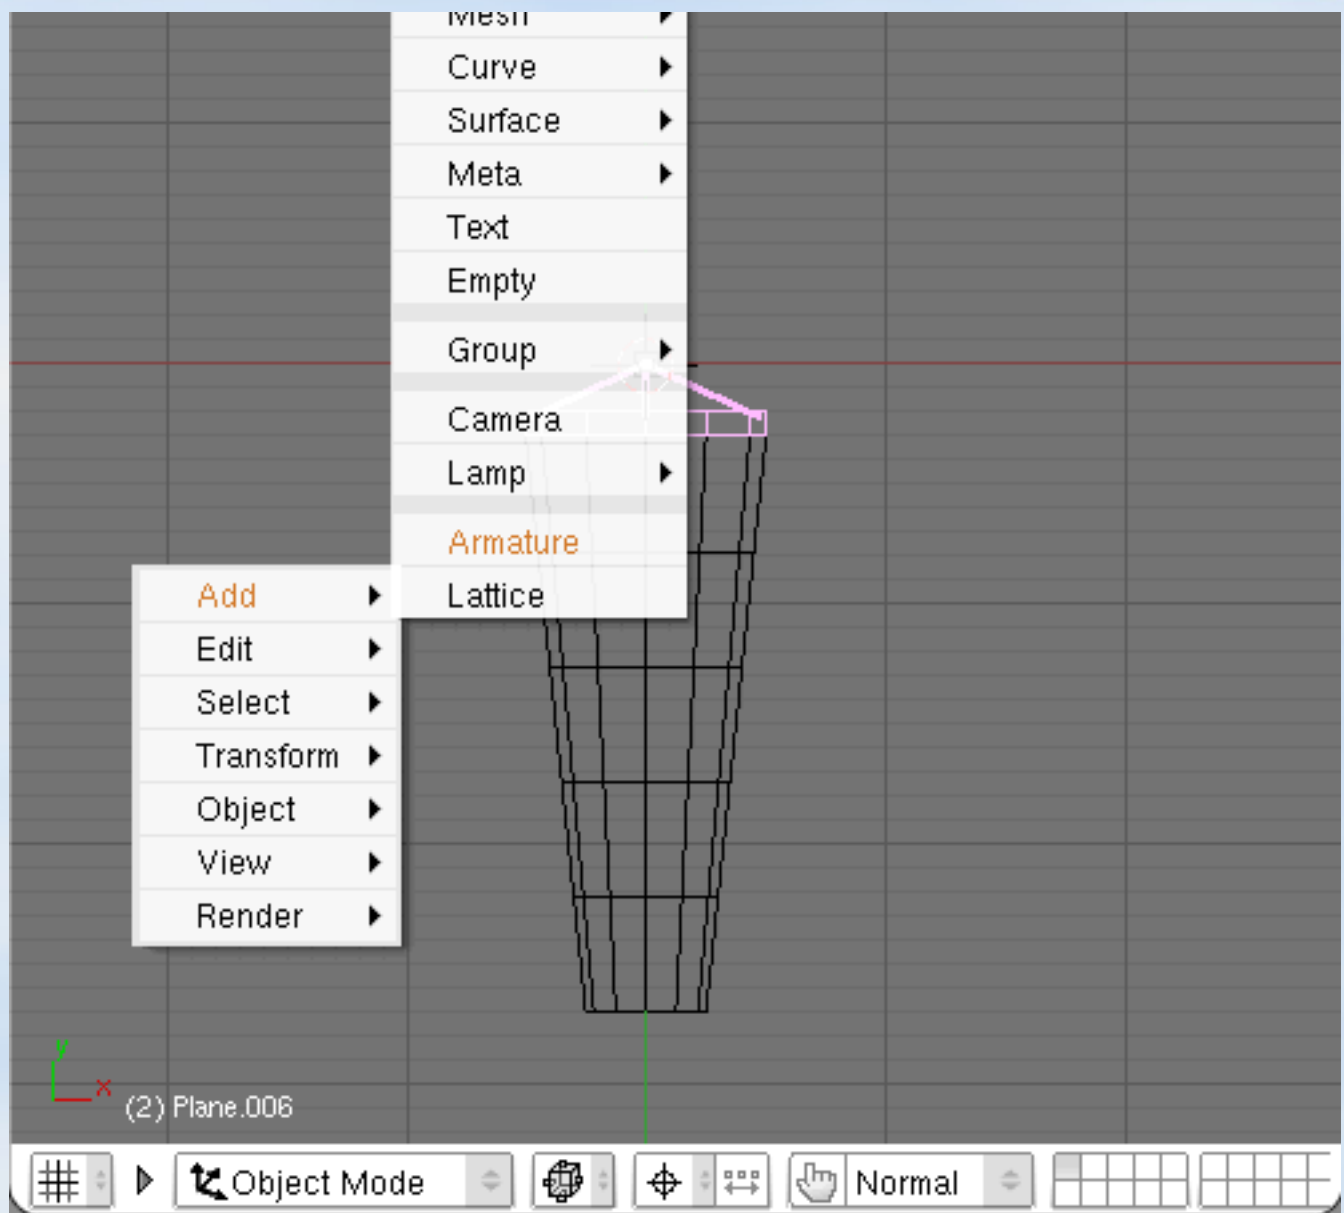 Mesh
Curve
Surface
Meta
Text
Empty
Group
Camera
Lamp
Armature
Lattice
Add
Edit
Select
Transform
Object
View
Render
y
x
(2) Plane.006
Object Mode
Normal